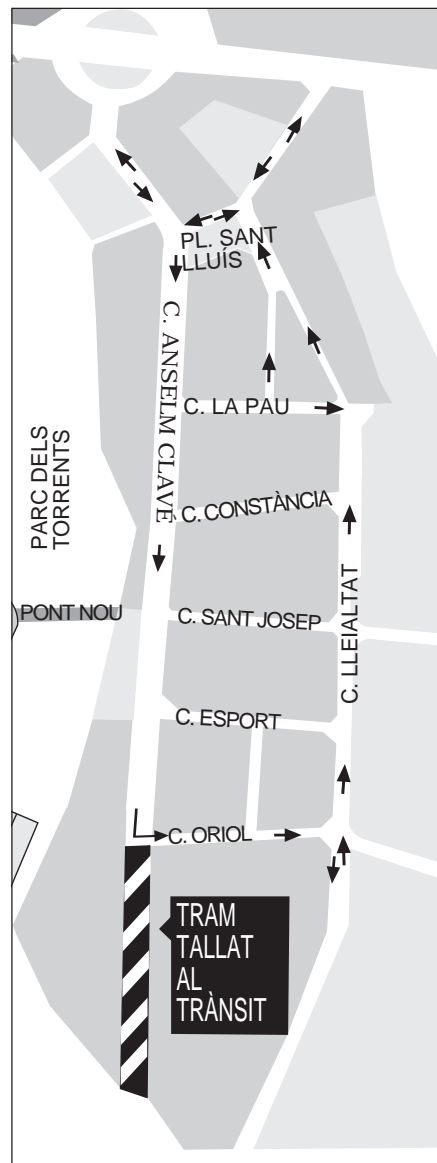 PL. SANT
LLUÍS
C. ANSELM CLAVE
C. LA PAU
PARC DELS
TORRENTS
C. CONSTÀNCIA
PONT NOU
C. SANT JOSEP
C. LLEIALTAT
C. ESPORT
C. ORIOL
TRAM
TALLAT
AL
TRÀNSIT